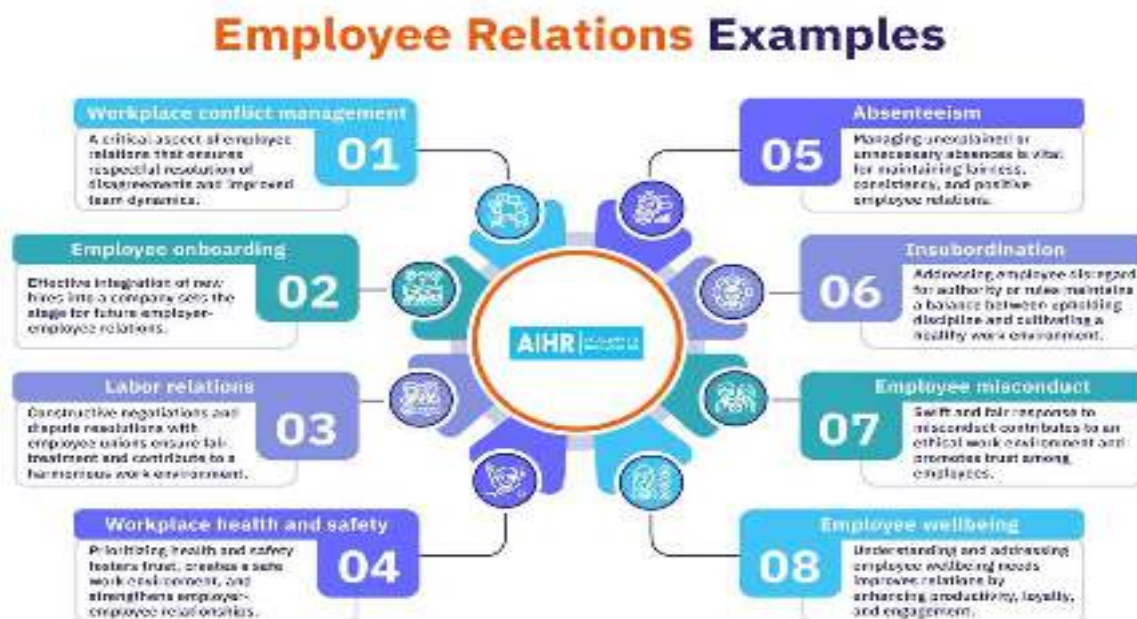 Employee Relations Examples
Workplace conflict management
01
A critical aspect of employee
relations that ensures
respectful resolution of
disagreements and improved
team dynamics.
Employee onboarding
02
Effective integration of new
hires into a company sets the
stage for future employer-
employee relations.
Labor relations
03
Constructive negotiations and
dispute resolutions with
employee unions ensure fair
treatment and contribute to a
harmonious work environment.
Workplace health and safety
04
Prioritizing health and safety
fosters trust, creates a safe
work environment, and
strengthens employer-
employee relationships.
AIHR
Absenteeism
05
Managing unexplained or
unnecessary absences is vital
for maintaining fairness,
consistency, and positive
employee relations.
Insubordination
06
Addressing employee disregard
for authority or rules maintains
a balance between upholding
discipline and cultivating a
healthy work environment.
Employee misconduct
07
Swift and fair response to
misconduct contributes to an
ethical work environment and
promotes trust among
employees.
Employee wellbeing
08
Understanding and addressing
employee wellbeing needs
improves relations by
enhancing productivity, loyalty,
and engagement.